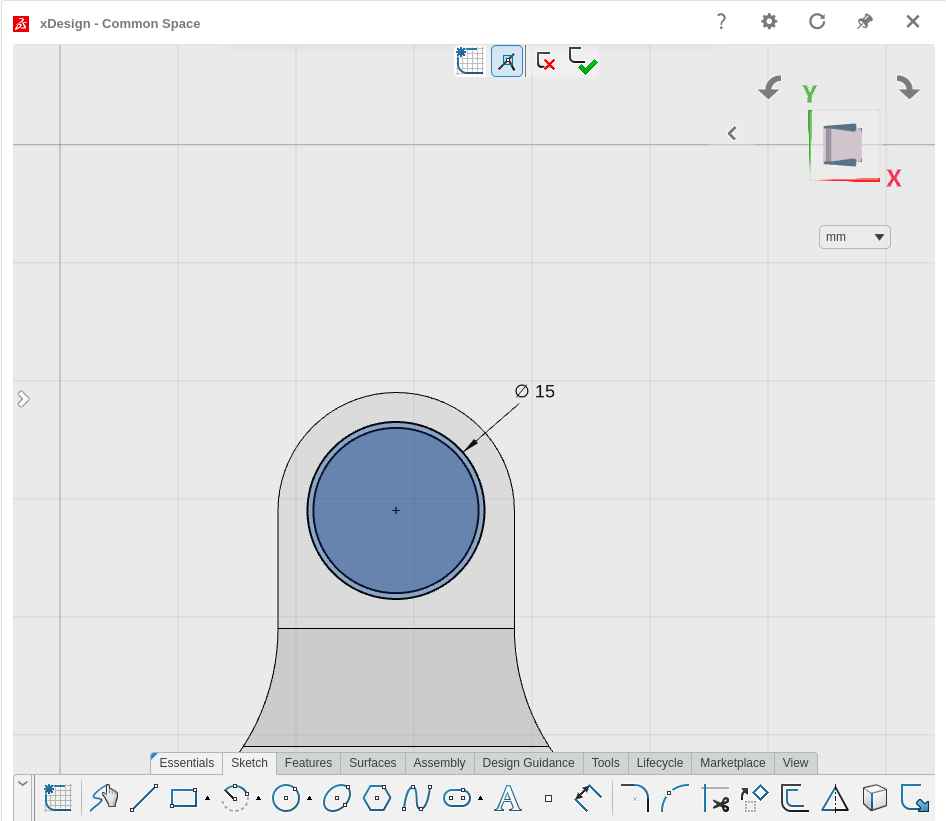 xDesign - Common Space
?
Y
X
mm
∅ 15
Essentials
Sketch
Features
Surfaces
Assembly
Design Guidance
Tools
Lifecycle
Marketplace
View
A